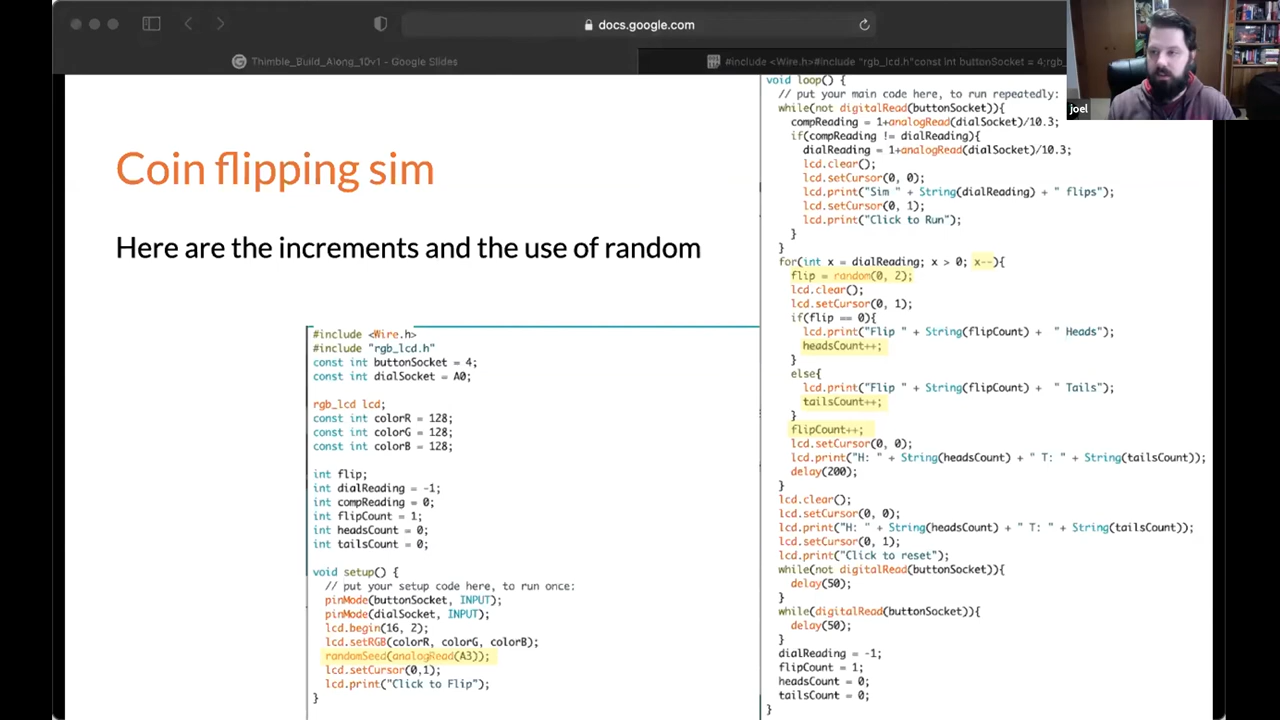 docs.google.com
Thimble_Build_Along_10v1 - Google Slides
#include <Wire.h>#include "rgb_lcd.h"const int buttonSocket = 4;rgb_
joel
Coin flipping sim
Here are the increments and the use of random
#include <Wire.h>
#include "rgb_lcd.h"
const int buttonSocket = 4;
const int dialSocket = A0;
rgb_lcd lcd;
const int colorR = 128;
const int colorG = 128;
const int colorB = 128;
int flip;
int dialReading = -1;
int compReading = 0;
int flipCount = 1;
int headsCount = 0;
int tailsCount = 0;
void setup() {
// put your setup code here, to run once:
pinMode(buttonSocket, INPUT);
pinMode(dialSocket, INPUT);
lcd.begin(16, 2);
lcd.setRGB(colorR, colorG, colorB);
randomSeed(analogRead(A3));
lcd.setCursor(0,1);
lcd.print("Click to Flip");
}
void loop() {
// put your main code here, to run repeatedly:
while(not digitalRead(buttonSocket)){
compReading = 1+analogRead(dialSocket)/10.3;
if(compReading != dialReading){
dialReading = 1+analogRead(dialSocket)/10.3;
lcd.clear();
lcd.setCursor(0, 0);
lcd.print("Sim " + String(dialReading) + " flips");
lcd.setCursor(0, 1);
lcd.print("Click to Run");
}
}
for(int x = dialReading; x > 0; x--){
flip = random(0, 2);
lcd.clear();
lcd.setCursor(0, 1);
if(flip == 0){
lcd.print("Flip " + String(flipCount) + " Heads");
headsCount++;
}
else{
lcd.print("Flip " + String(flipCount) + " Tails");
tailsCount++;
}
flipCount++;
lcd.setCursor(0, 0);
lcd.print("H: " + String(headsCount) + " T: " + String(tailsCount));
delay(200);
}
lcd.clear();
lcd.setCursor(0, 0);
lcd.print("H: " + String(headsCount) + " T: " + String(tailsCount));
lcd.setCursor(0, 1);
lcd.print("Click to reset");
while(not digitalRead(buttonSocket)){
delay(50);
}
while(digitalRead(buttonSocket)){
delay(50);
}
dialReading = -1;
flipCount = 1;
headsCount = 0;
tailsCount = 0;
}